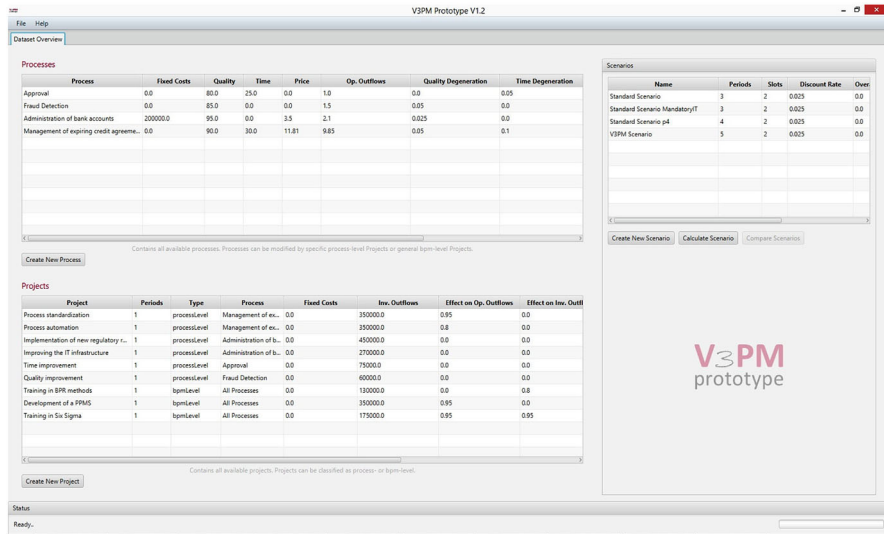 V3PM Prototype V1.2
File Help
Dataset Overview
Processes
Process Fixed Costs Quality Time Price Op. Outflows Quality Degeneration Time Degeneration
Approval 0.0 80.0 25.0 0.0 1.0 0.0 0.05
Fraud Detection 0.0 85.0 0.0 0.0 1.5 0.05 0.0
Administration of bank accounts 200000.0 95.0 0.0 3.5 2.1 0.025 0.0
Management of expiring credit agreeme... 0.0 90.0 30.0 11.81 9.85 0.05 0.1
Contains all available processes. Processes can be modified by specific process-level Projects or general bpm-level Projects.
Create New Process
Projects
Project Periods Type Process Fixed Costs Inv. Outflows Effect on Op. Outflows Effect on Inv. Outfl
Process standardization 1 processLevel Management of ex... 0.0 350000.0 0.95 0.0
Process automation 1 processLevel Management of ex... 0.0 350000.0 0.8 0.0
Implementation of new regulatory r... 1 processLevel Administration of b... 0.0 450000.0 0.0 0.0
Improving the IT infrastructure 1 processLevel Administration of b... 0.0 270000.0 0.0 0.0
Time improvement 1 processLevel Approval 0.0 75000.0 0.0 0.0
Quality improvement 1 processLevel Fraud Detection 0.0 60000.0 0.0 0.0
Training in BPR methods 1 bpmLevel All Processes 0.0 130000.0 0.0 0.8
Development of a PPMS 1 bpmLevel All Processes 0.0 350000.0 0.95 0.0
Training in Six Sigma 1 bpmLevel All Processes 0.0 175000.0 0.95 0.95
Contains all available projects. Projects can be classified as process- or bpm-level.
Create New Project
Scenarios
Name Periods Slots Discount Rate Over
Standard Scenario 3 2 0.025 0.0
Standard Scenario MandatoryIT 3 2 0.025 0.0
Standard Scenario p4 4 2 0.025 0.0
V3PM Scenario 5 2 0.025 0.0
Create New Scenario Calculate Scenario Compare Scenarios
V3PM
prototype
Status
Ready..